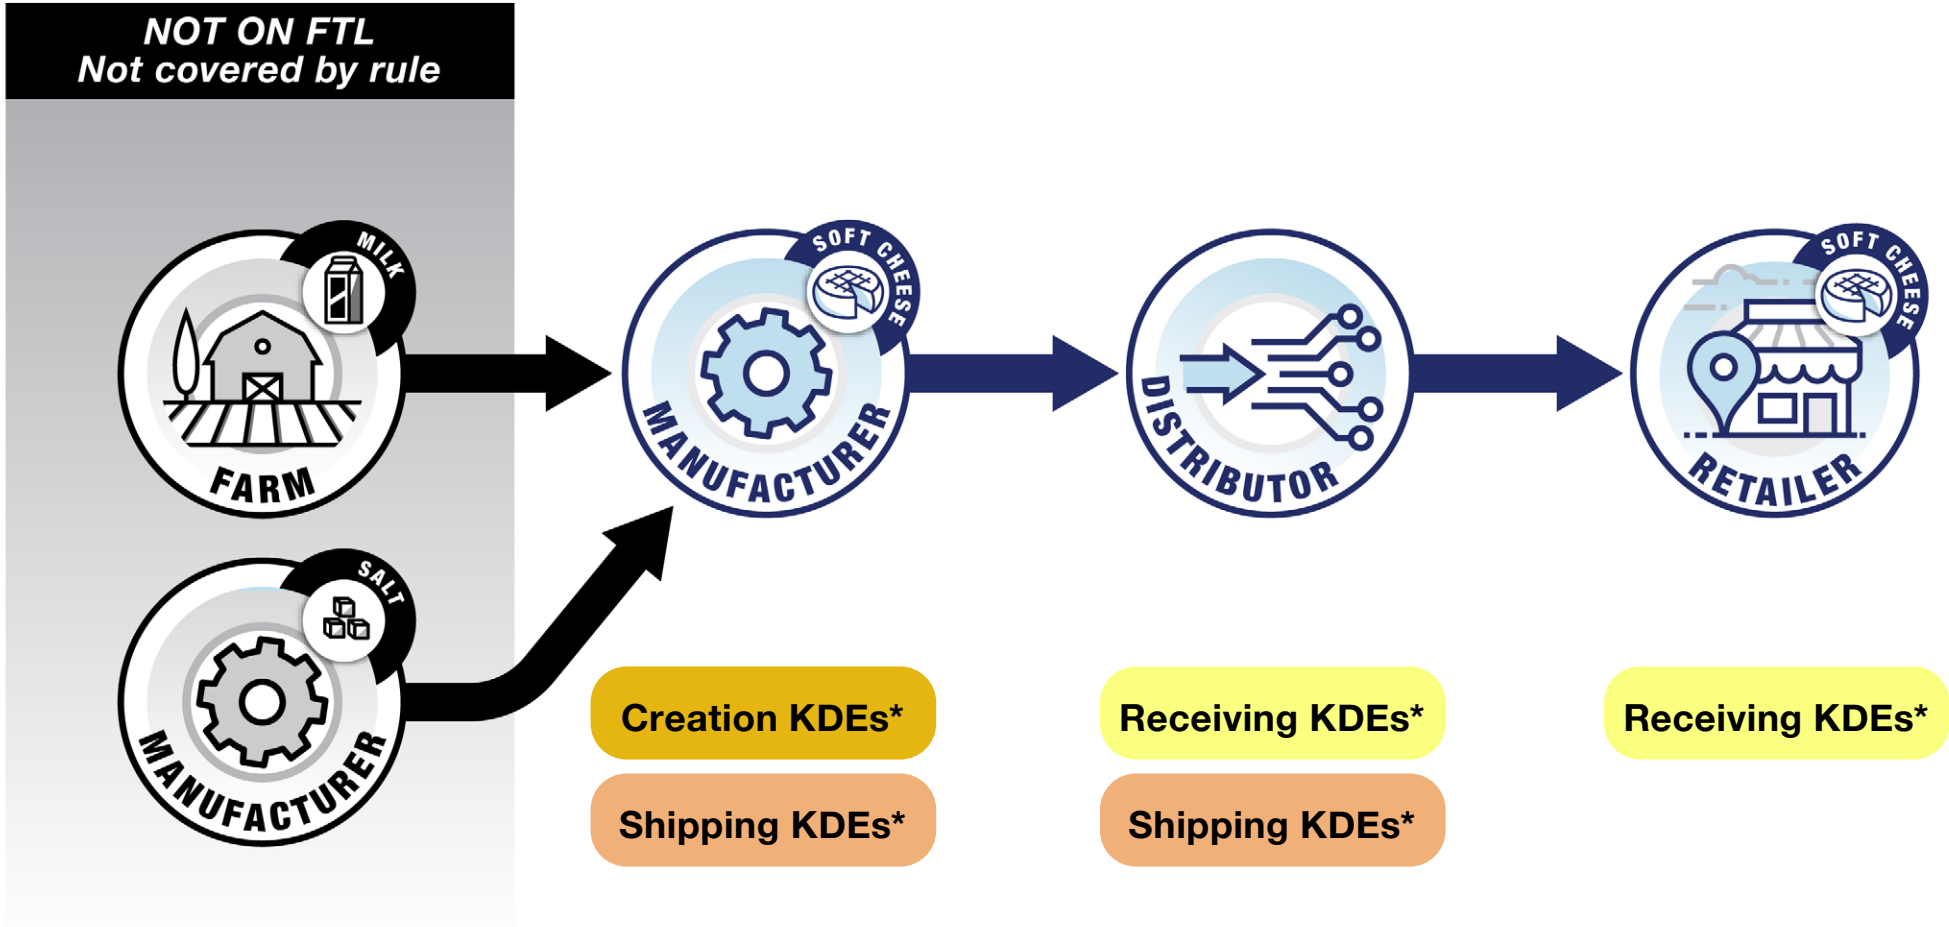 NOT ON FTL
Not covered by rule
MILK
FARM
SALT
MANUFACTURER
SOFT CHEESE
MANUFACTURER
DISTRIBUTOR
SOFT CHEESE
RETAILER
Creation KDEs*
Shipping KDEs*
Receiving KDEs*
Shipping KDEs*
Receiving KDEs*